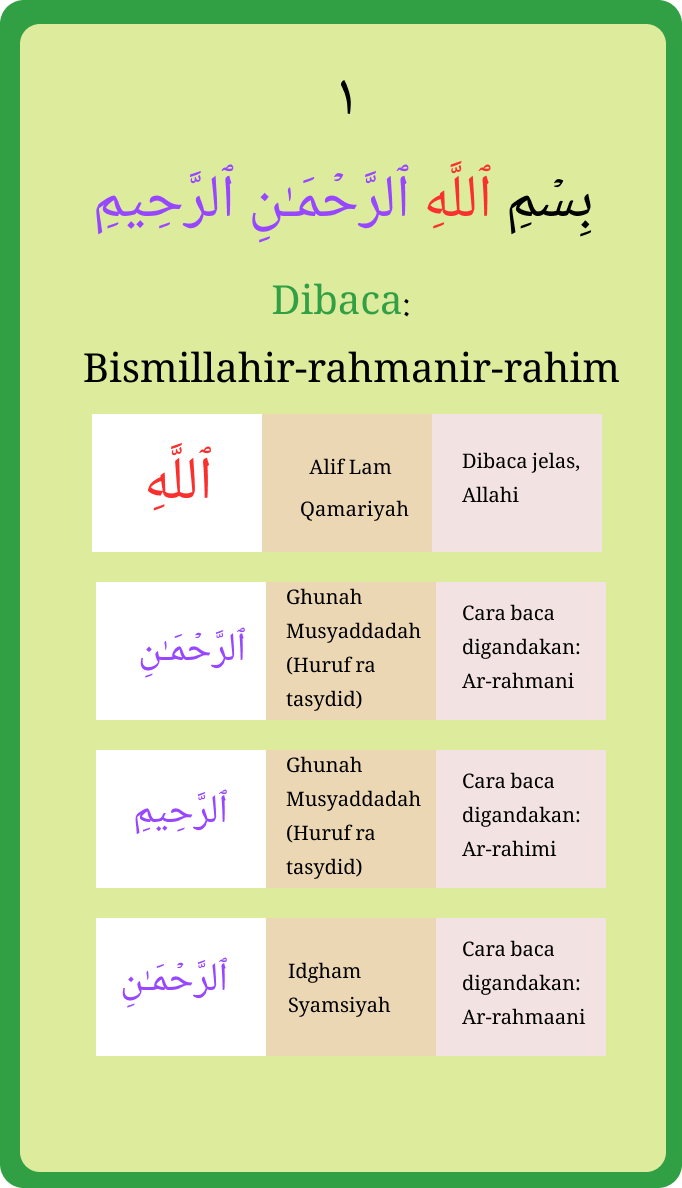 ١
بِسْمِ ٱللَّهِ ٱلرَّحْمَـٰنِ ٱلرَّحِيمِ
Dibaca:
Bismillahir-rahmanir-rahim
ٱللَّهِ
Alif Lam
Qamariyah
Dibaca jelas,
Allahi
ٱلرَّحْمَـٰنِ
Ghunah
Musyaddadah
(Huruf ra
tasydid)
Cara baca
digandakan:
Ar-rahmani
ٱلرَّحِيمِ
Ghunah
Musyaddadah
(Huruf ra
tasydid)
Cara baca
digandakan:
Ar-rahimi
ٱلرَّحْمَـٰنِ
Idgham
Syamsiyah
Cara baca
digandakan:
Ar-rahmaani